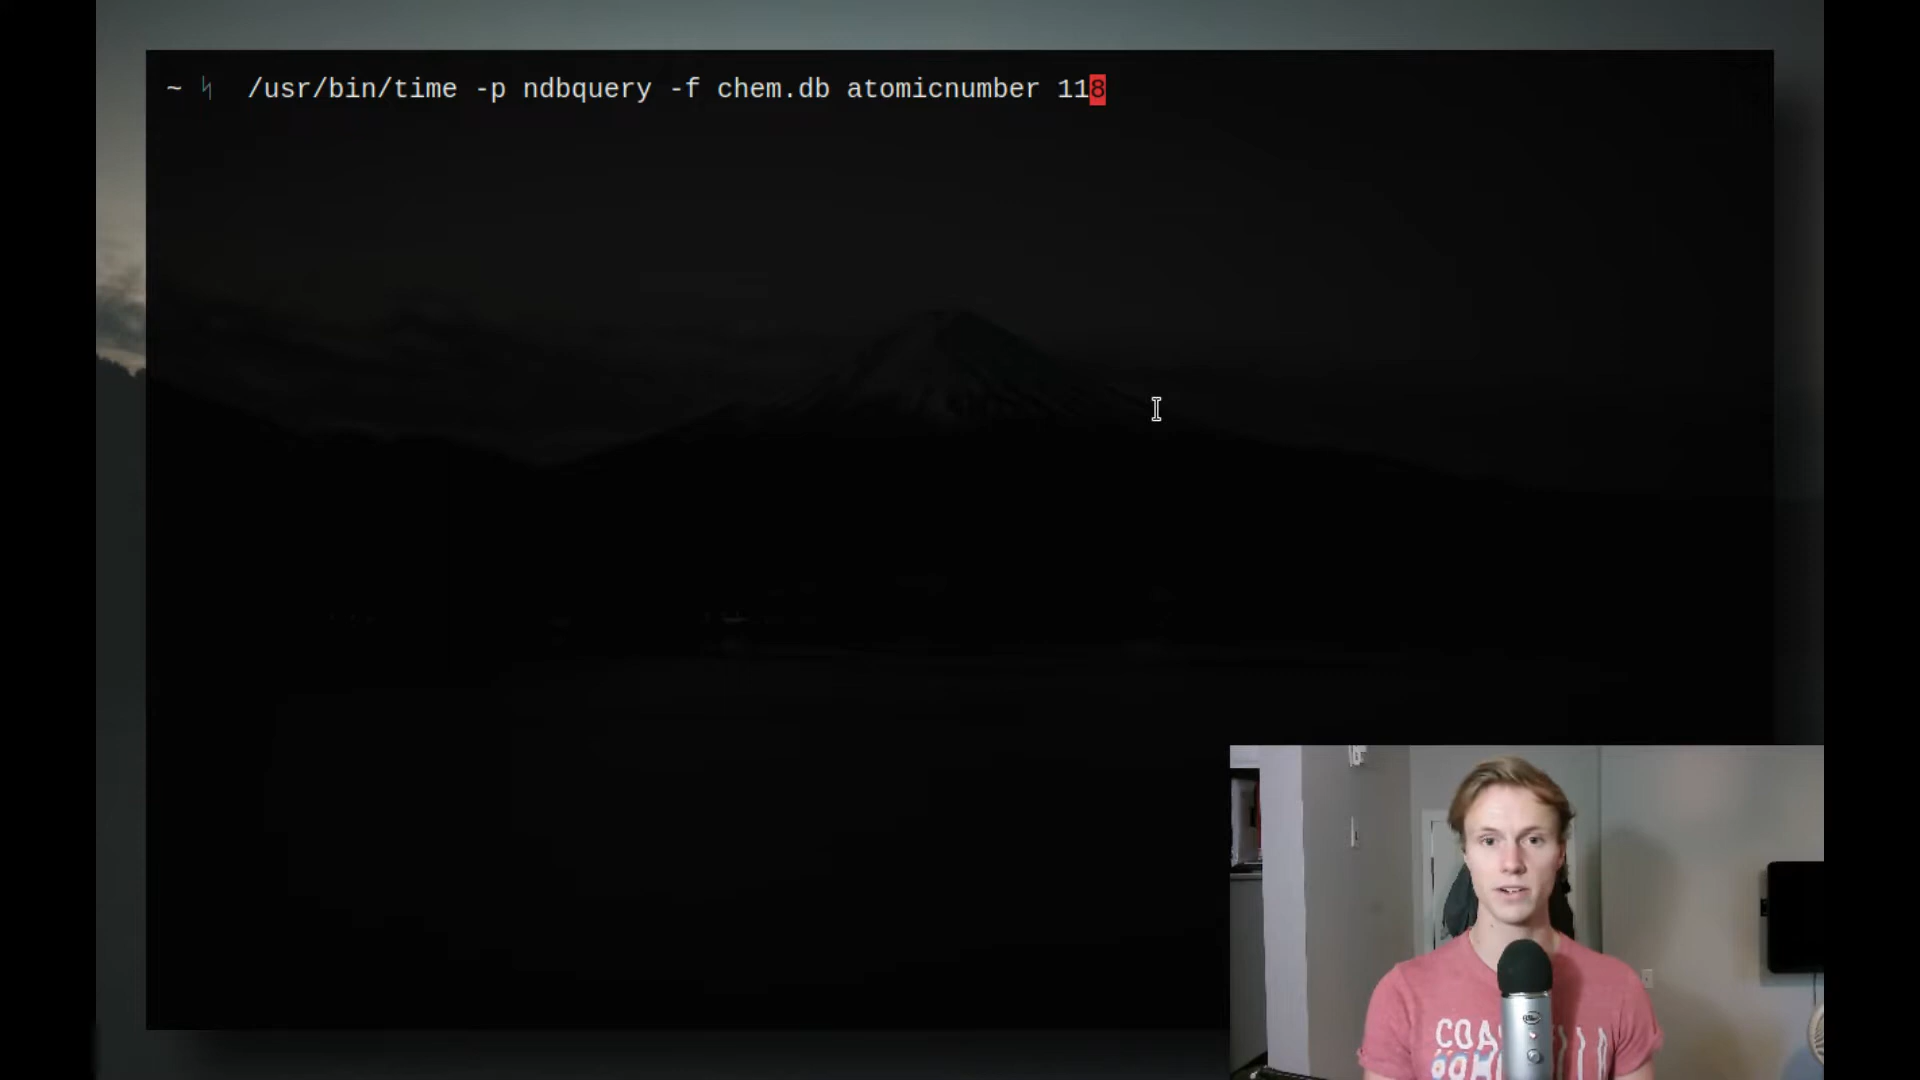 ~ ϟ /usr/bin/time -p ndbquery -f chem.db atomicnumber 118